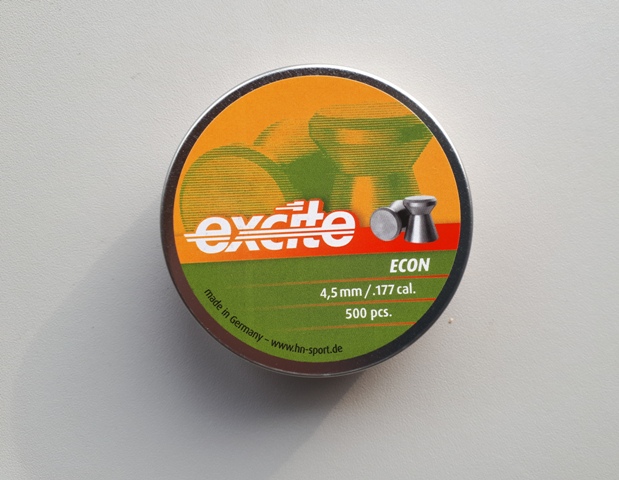 excite
ECON
4,5 mm / .177 cal.
500 pcs.
made in Germany – www.hn-sport.de